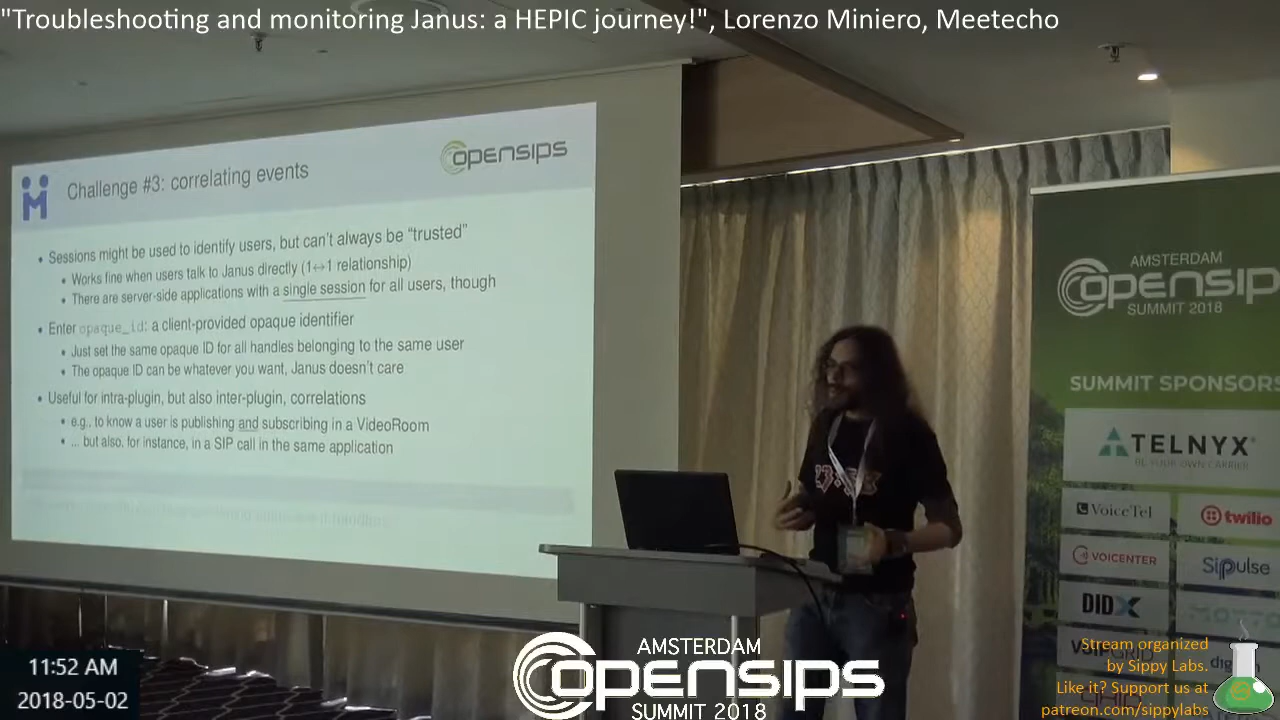 "Troubleshooting and monitoring Janus: a HEPIC journey!", Lorenzo Miniero, Meetecho
Challenge #3: correlating events
opensips
• Sessions might be used to identify users, but can't always be "trusted"
• Works fine when users talk to Janus directly (1↔1 relationship)
• There are server-side applications with a single session for all users, though
• Enter opaque_id: a client-provided opaque identifier
• Just set the same opaque ID for all handles belonging to the same user
• The opaque ID can be whatever you want, Janus doesn't care
• Useful for intra-plugin, but also inter-plugin, correlations
• e.g., to know a user is publishing and subscribing in a VideoRoom
• ... but also, for instance, in a SIP call in the same application
AMSTERDAM
opensips
SUMMIT 2018
SUMMIT SPONSORS
TELNYX
BE YOUR OWN CARRIER
VoiceTel
twilio
VOICENTER
Sipulse
DIDX
11:52 AM
2018-05-02
AMSTERDAM
opensips
SUMMIT 2018
Stream organized
by Sippy Labs.
Like it? Support us at
patreon.com/sippylabs